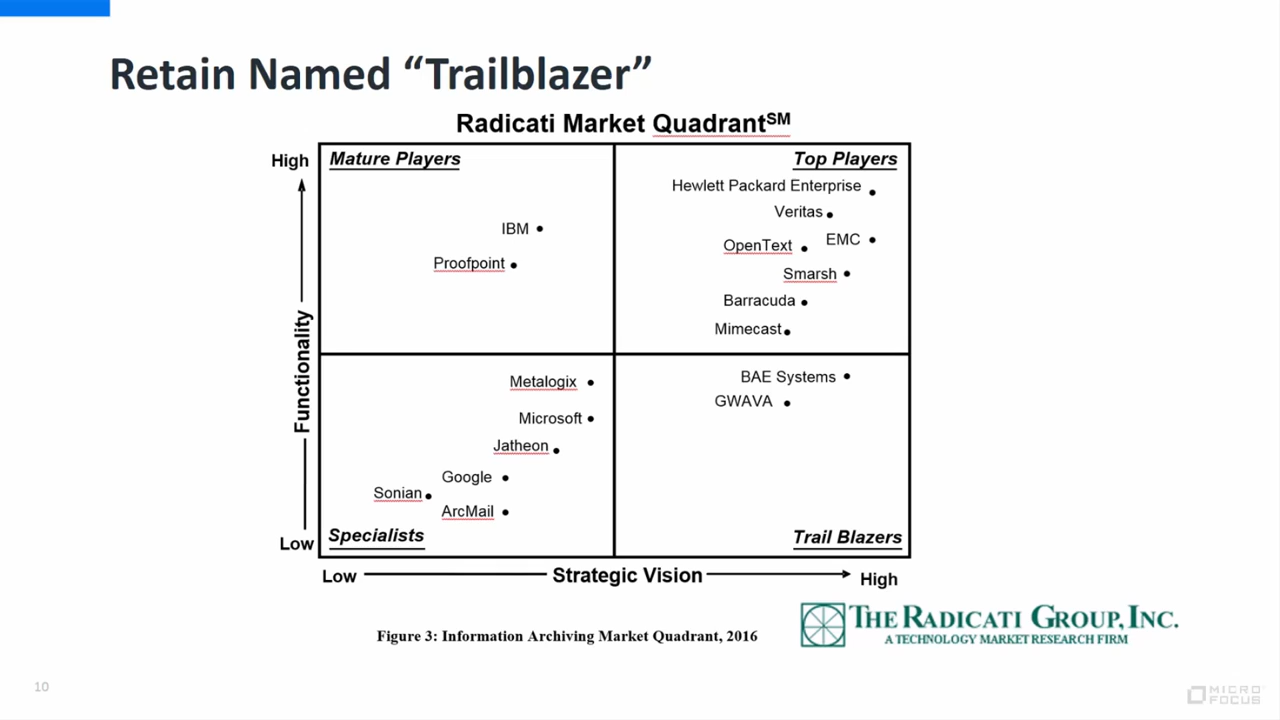 Retain Named “Trailblazer”
Radicati Market Quadrant℠
High
Mature Players
Top Players
Hewlett Packard Enterprise
Veritas
IBM
EMC
OpenText
Proofpoint
Smarsh
Barracuda
Mimecast
Functionality
Metalogix
BAE Systems
GWAVA
Microsoft
Jatheon
Google
Sonian
ArcMail
Specialists
Trail Blazers
Low
Low
Strategic Vision
High
Figure 3: Information Archiving Market Quadrant, 2016
THE RADICATI GROUP, INC.
A TECHNOLOGY MARKET RESEARCH FIRM
10
MICRO
FOCUS